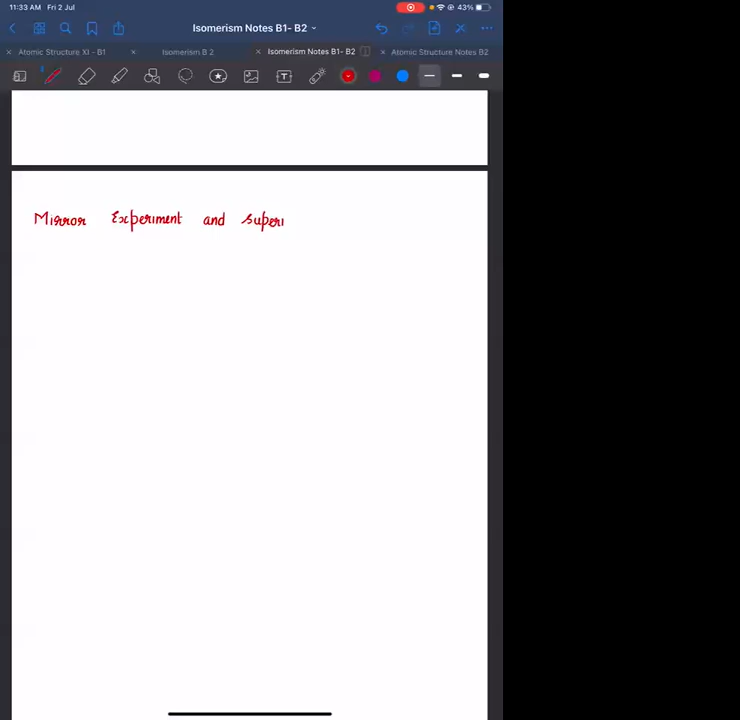 11:33 AM Fri 2 Jul 43%
Isomerism Notes B1- B2
Atomic Structure XI - B1 Isomerism B 2 Isomerism Notes B1- B2 Atomic Structure Notes B2
T
Mirror Experiment and Superi